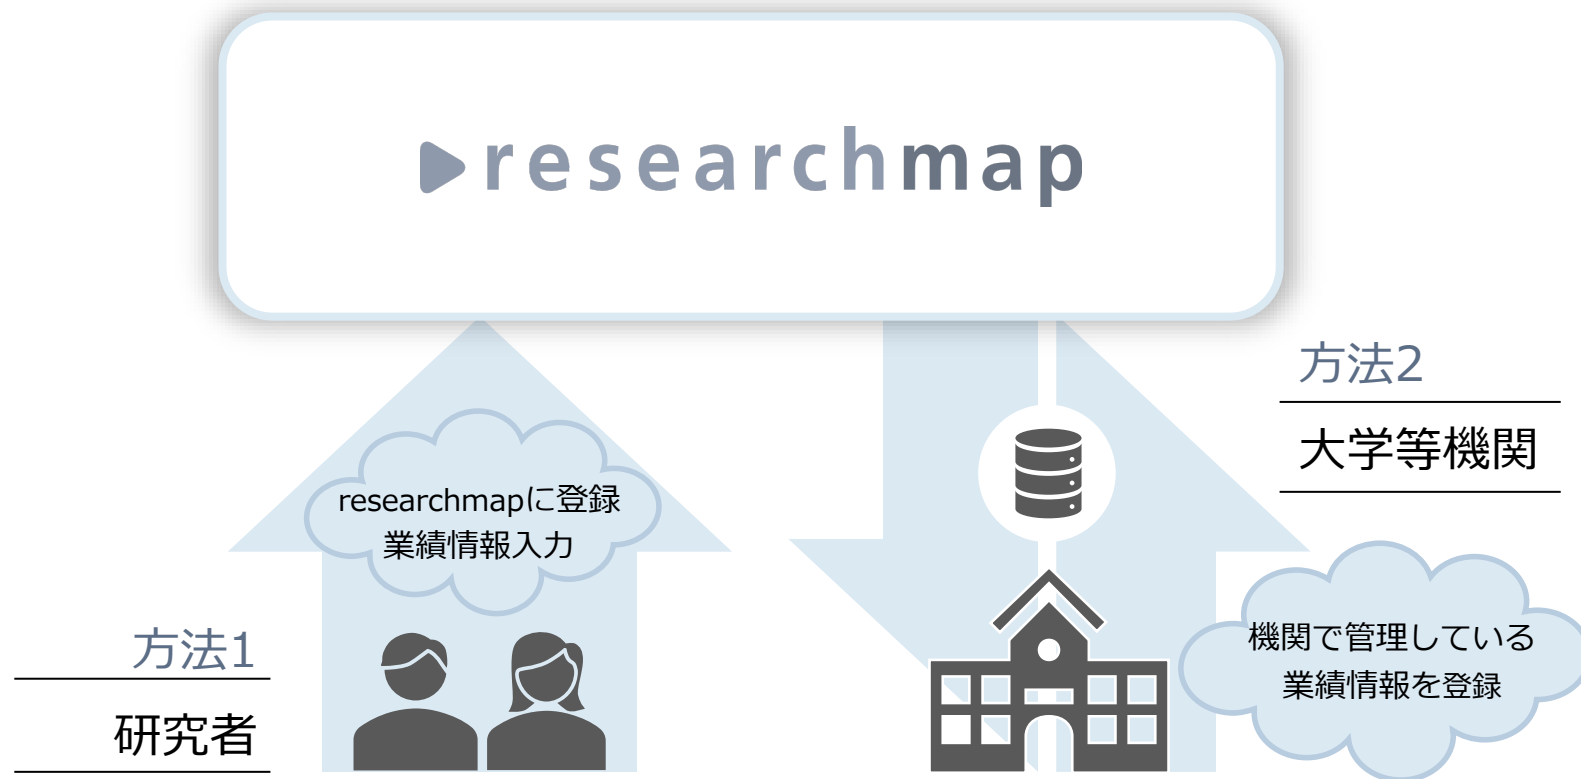 researchmap
方法1
研究者
researchmapに登録
業績情報入力
方法2
大学等機関
機関で管理している
業績情報を登録